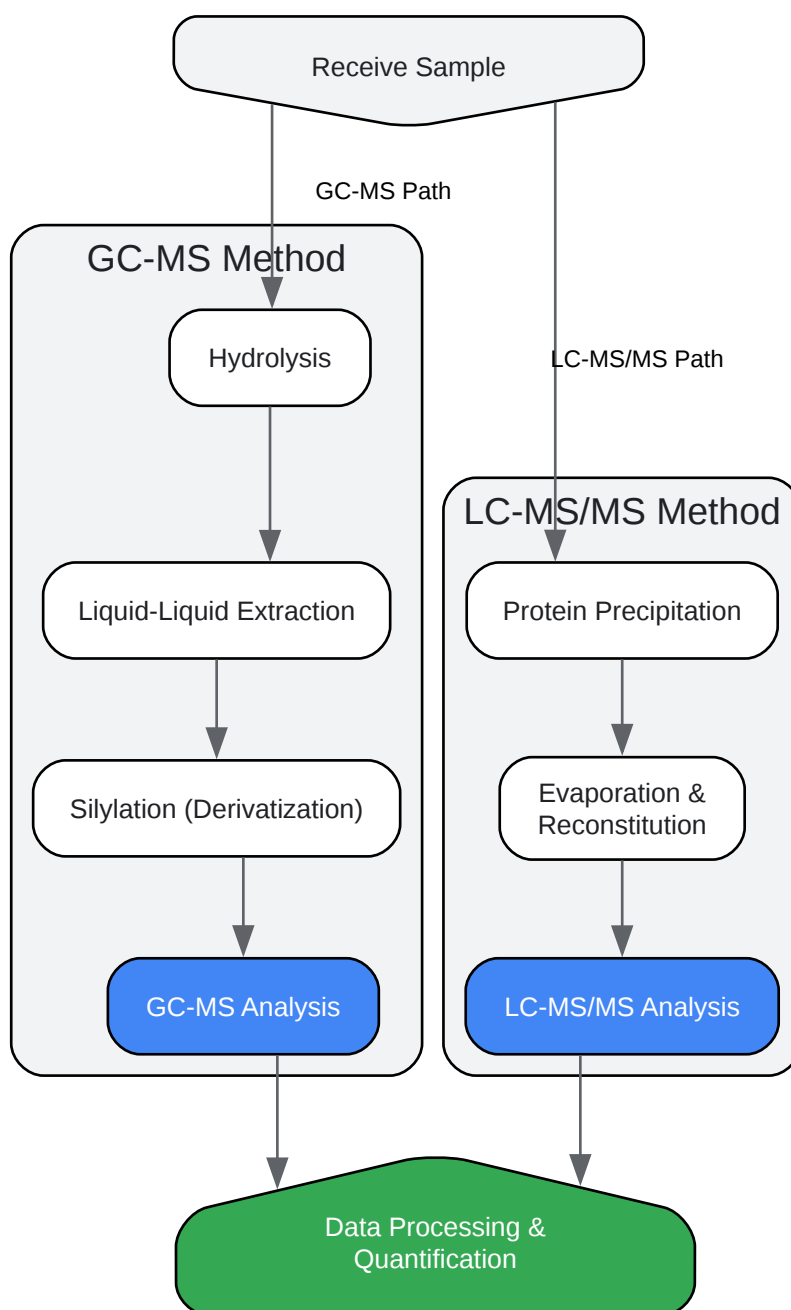 Receive Sample
GC-MS Path
GC-MS Method
Hydrolysis
LC-MS/MS Path
LC-MS/MS Method
Liquid-Liquid Extraction
Protein Precipitation
Silylation (Derivatization)
Evaporation &
Reconstitution
GC-MS Analysis
LC-MS/MS Analysis
Data Processing &
Quantification